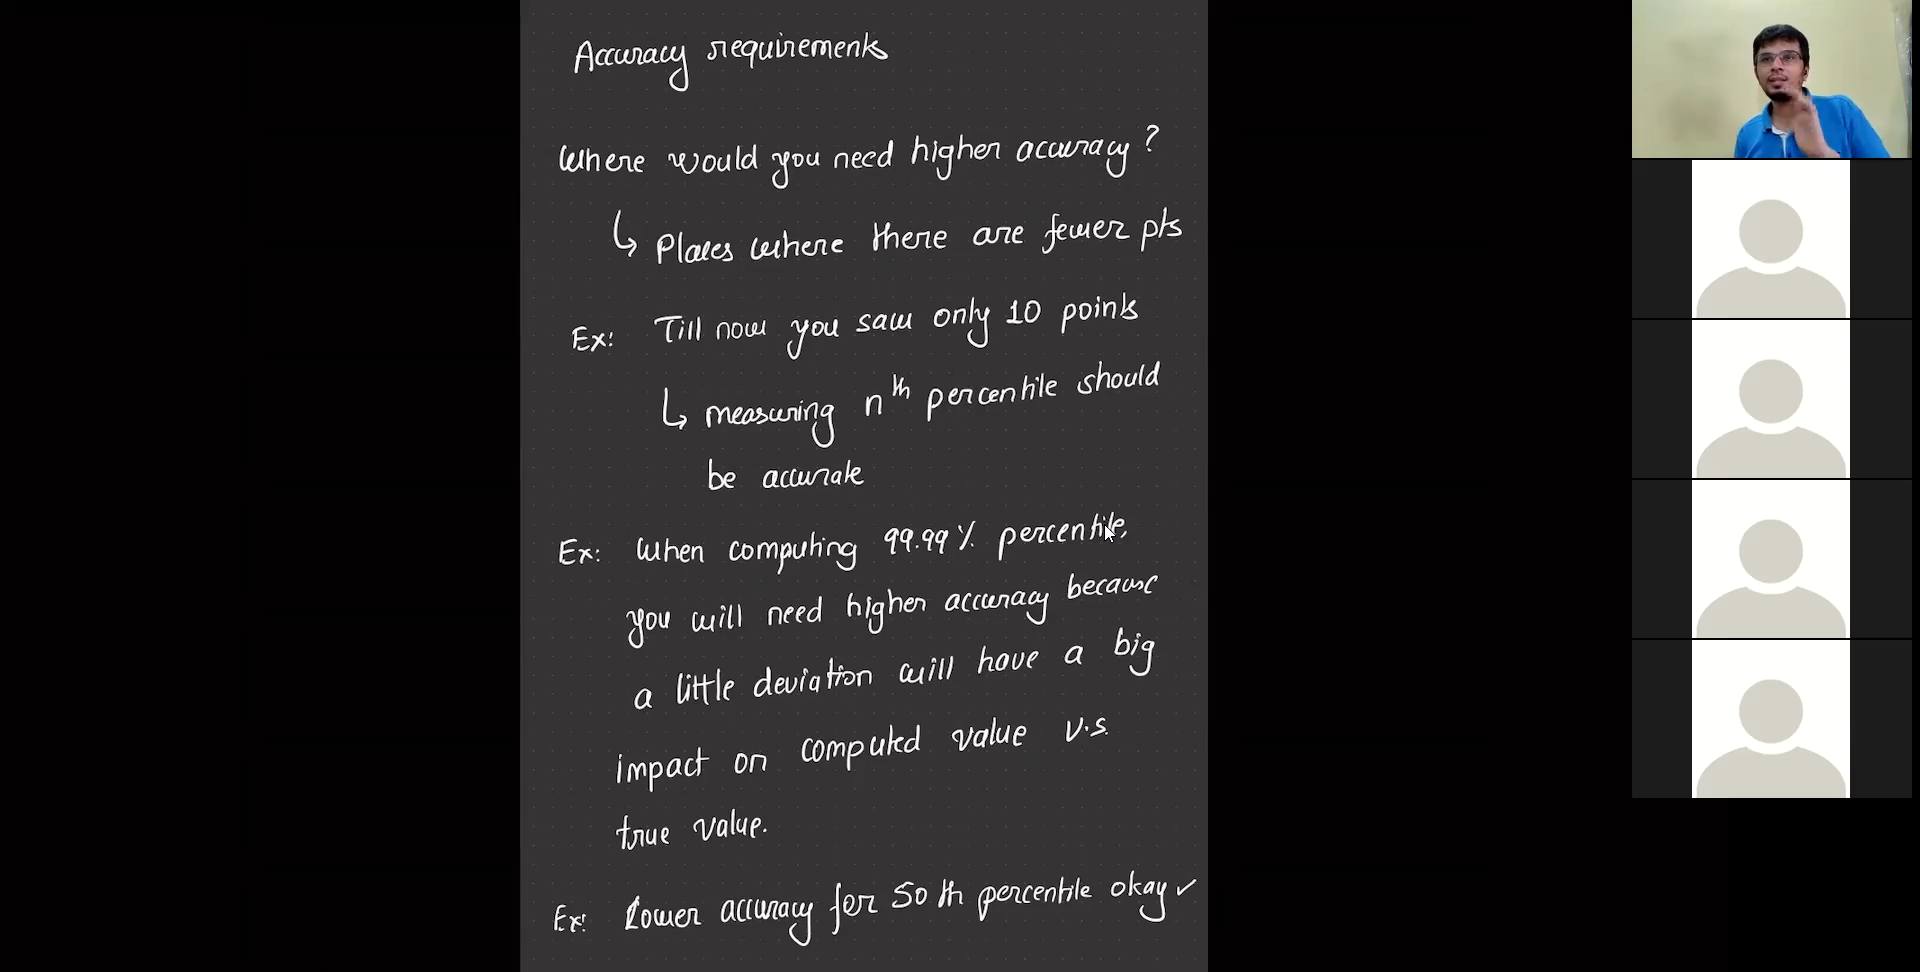 Accuracy requirements
Where would you need higher accuracy?
↳ Places where there are fewer pts
Ex: Till now you saw only 10 points
↳ measuring nth percentile should
be accurate
Ex: When computing 99.99% percentile,
you will need higher accuracy because
a little deviation will have a big
impact on computed value v.s.
true value.
Ex: Lower accuracy for 50th percentile okay ✓